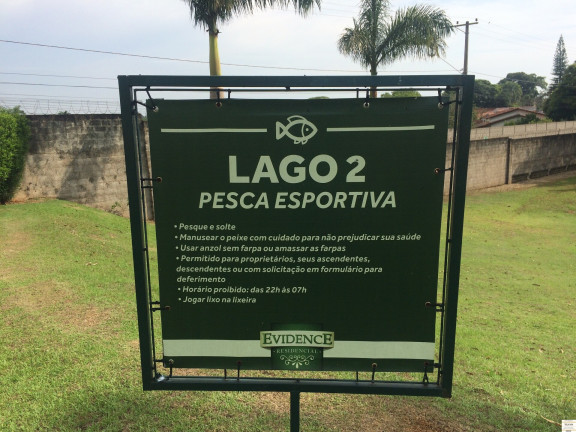 LAGO 2
PESCA ESPORTIVA
• Pesque e solte
• Manusear o peixe com cuidado para não prejudicar sua saúde
• Usar anzol sem farpa ou amassar as farpas
• Permitido para proprietários, seus ascendentes,
descendentes ou com solicitação em formulário para
deferimento
• Horário proibido: das 22h às 07h
• Jogar lixo na lixeira
EVIDENCE
• RESIDENCIAL •